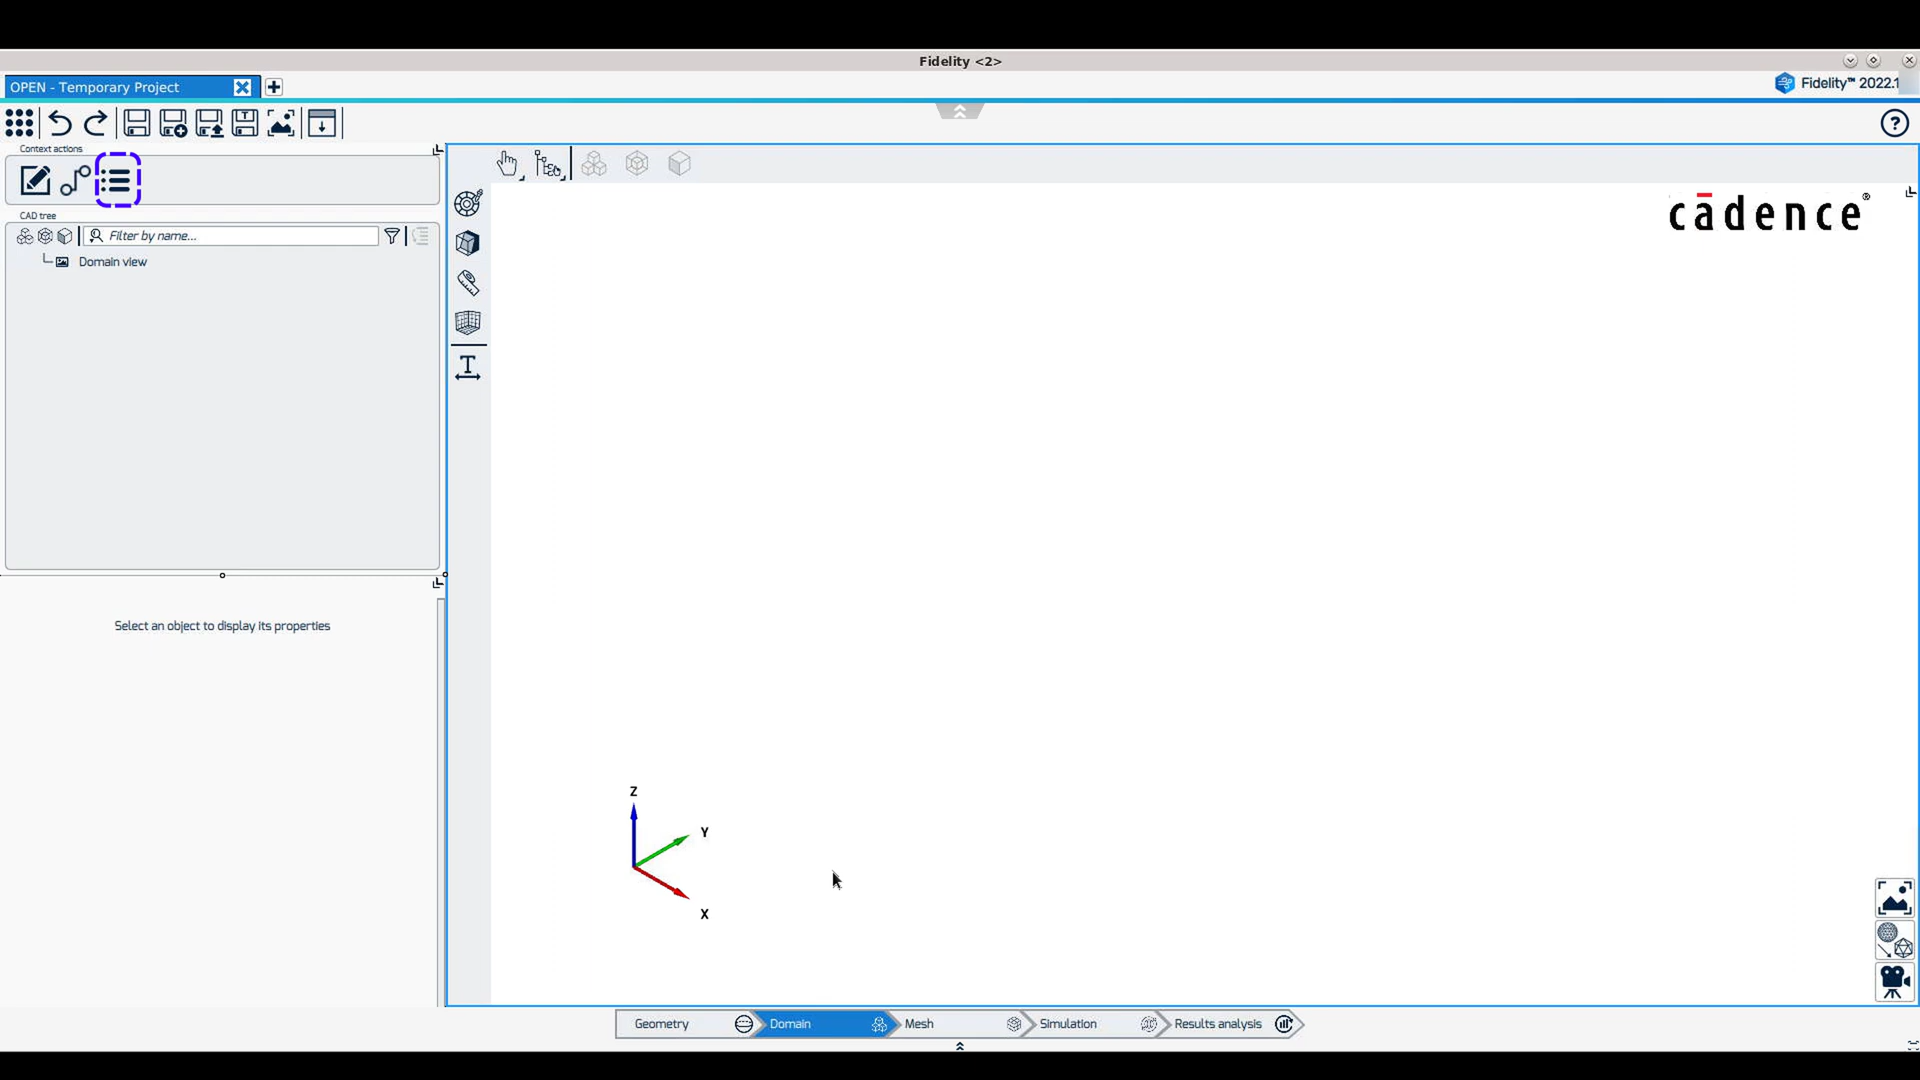 Fidelity <2>
OPEN - Temporary Project
Fidelity™ 2022.1
Context actions
CAD tree
Filter by name...
Domain view
cādence®
Select an object to display its properties
Z
Y
X
Geometry
Domain
Mesh
Simulation
Results analysis